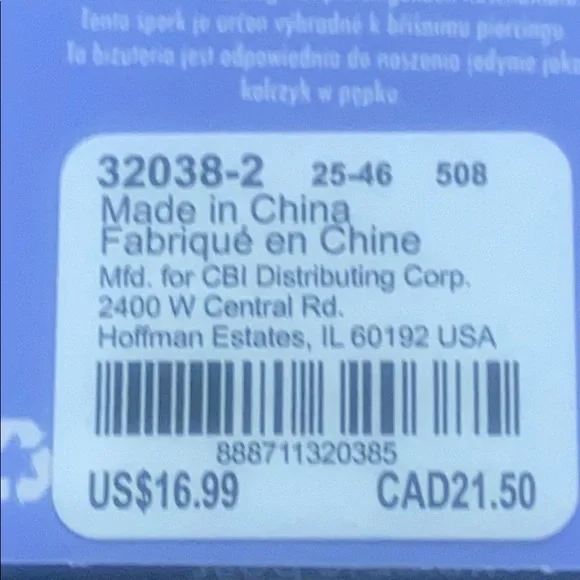 Tento šperk je určen výhradně k břišnímu piercingu
Ta biżuteria jest odpowiednia do noszenia jedynie jako
kolczyk w pępku
32038-2 25-46 508
Made in China
Fabriqué en Chine
Mfd. for CBI Distributing Corp.
2400 W Central Rd.
Hoffman Estates, IL 60192 USA
888711320385
US$16.99 CAD21.50